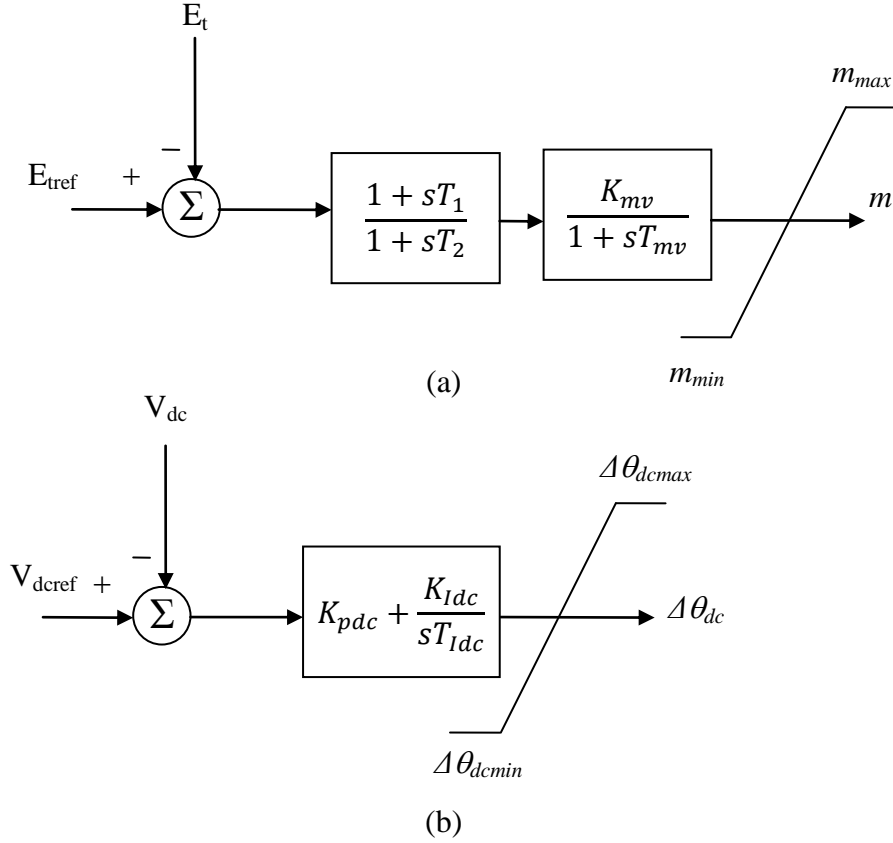 E_t
m_max
−
E_tref + Σ (1 + sT_1)/(1 + sT_2) K_mv/(1 + sT_mv) m
m_min
(a)
V_dc
Δθ_dcmax
−
V_dcref + Σ K_pdc + K_Idc/(sT_Idc) Δθ_dc
Δθ_dcmin
(b)